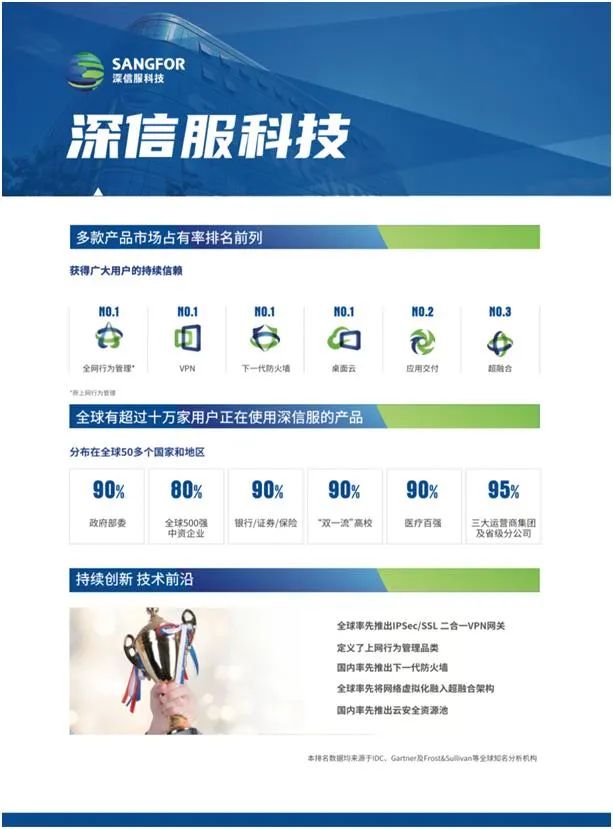 SANGFOR
深信服科技
深信服科技
多款产品市场占有率排名前列
获得广大用户的持续信赖
NO.1 NO.1 NO.1 NO.1 NO.2 NO.3
全网行为管理* VPN 下一代防火墙 桌面云 应用交付 超融合
*原上网行为管理
全球有超过十万家用户正在使用深信服的产品
分布在全球50多个国家和地区
90% 80% 90% 90% 90% 95%
政府部委 全球500强 银行/证券/保险 “双一流”高校 医疗百强 三大运营商集团
中资企业 及省级分公司
持续创新 技术前沿
全球率先推出IPSec/SSL 二合一VPN网关
定义了上网行为管理品类
国内率先推出下一代防火墙
全球率先将网络虚拟化融入超融合架构
国内率先推出云安全资源池
本排名数据均来源于IDC、Gartner及Frost&Sullivan等全球知名分析机构